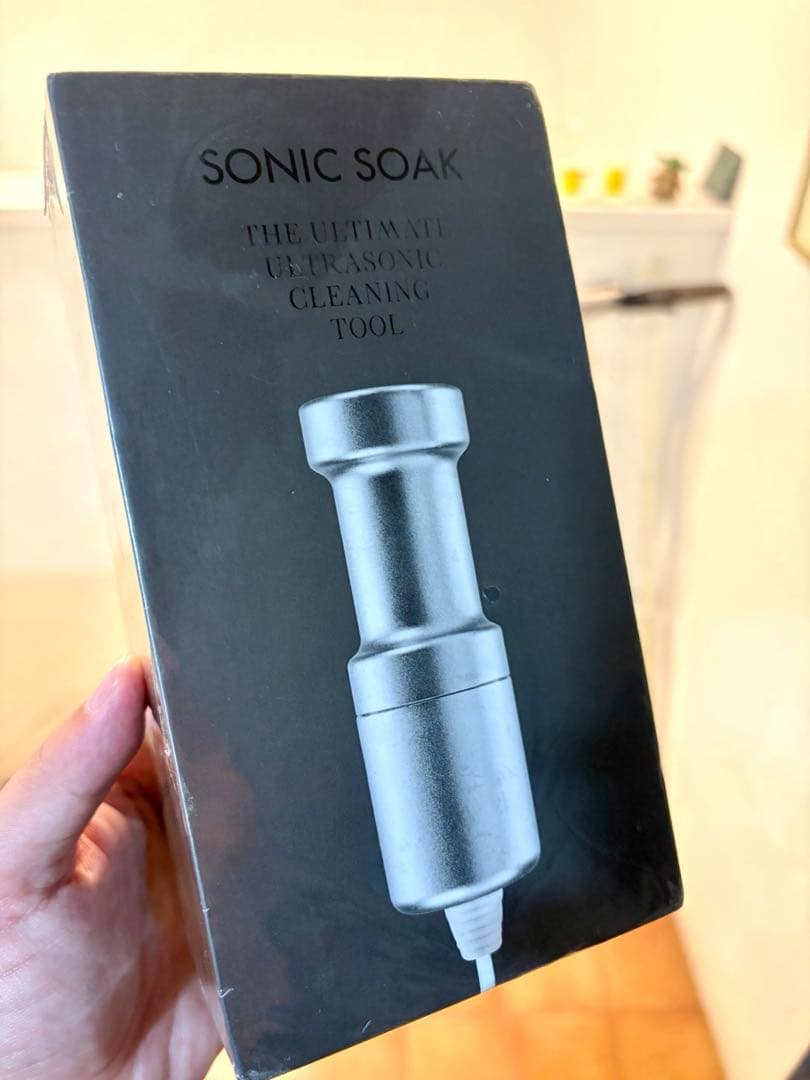 SONIC SOAK
THE ULTIMATE
ULTRASONIC
CLEANING
TOOL